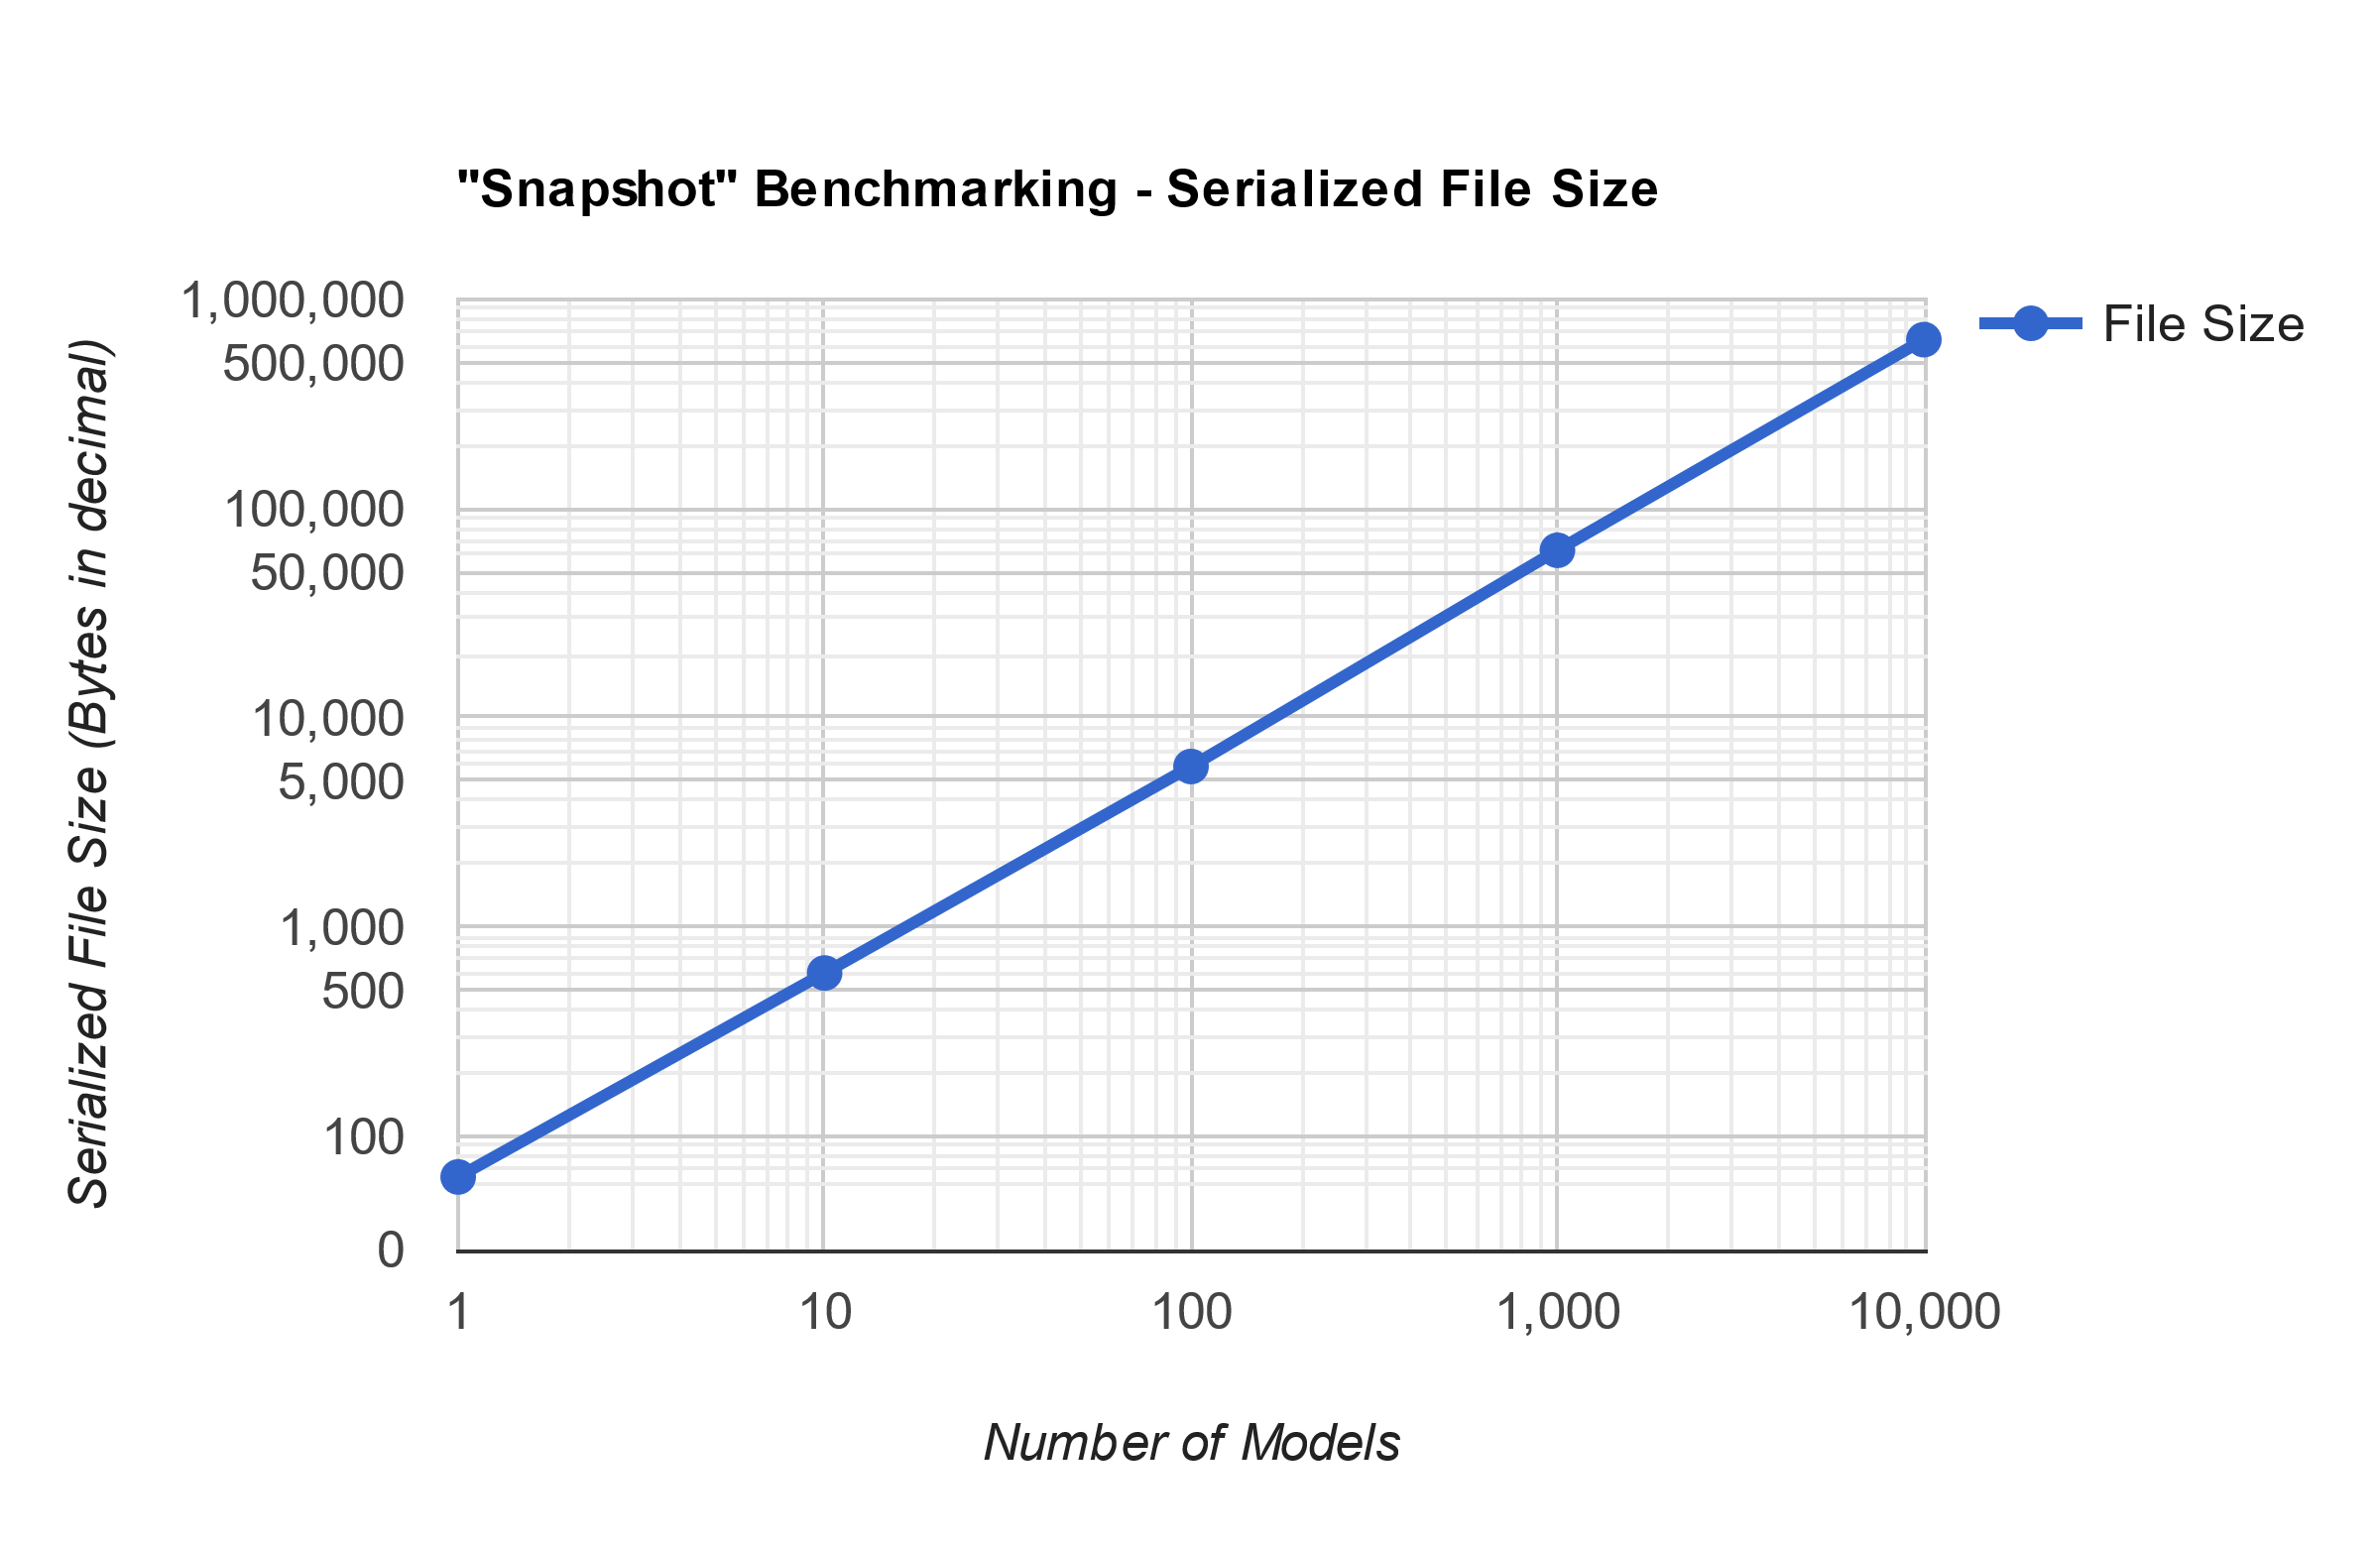 "Snapshot" Benchmarking - Serialized File Size
File Size
Serialized File Size (Bytes in decimal)
1,000,000
500,000
100,000
50,000
10,000
5,000
1,000
500
100
0
1 10 100 1,000 10,000
Number of Models